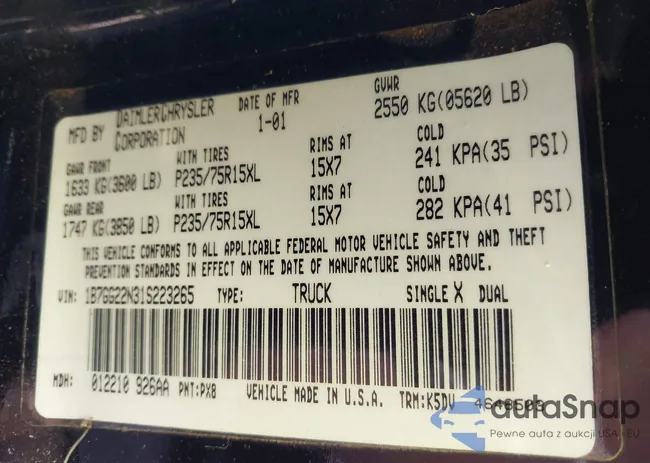 MFD BY DAIMLERCHRYSLER CORPORATION DATE OF MFR 1-01 GVWR 2550 KG(05620 LB)
GAWR FRONT WITH TIRES RIMS AT COLD
1633 KG(3600 LB) P235/75R15XL 15X7 241 KPA(35 PSI)
GAWR REAR WITH TIRES RIMS AT COLD
1747 KG(3850 LB) P235/75R15XL 15X7 282 KPA(41 PSI)
THIS VEHICLE CONFORMS TO ALL APPLICABLE FEDERAL MOTOR VEHICLE SAFETY AND THEFT
PREVENTION STANDARDS IN EFFECT ON THE DATE OF MANUFACTURE SHOWN ABOVE.
VIN: 1B7GG22N31S223265 TYPE: TRUCK SINGLE X DUAL
MDH: 012210 926AA PNT:PX8 VEHICLE MADE IN U.S.A. TRM:K5DV
autaSnap
Pewne auta z aukcji USA i EU